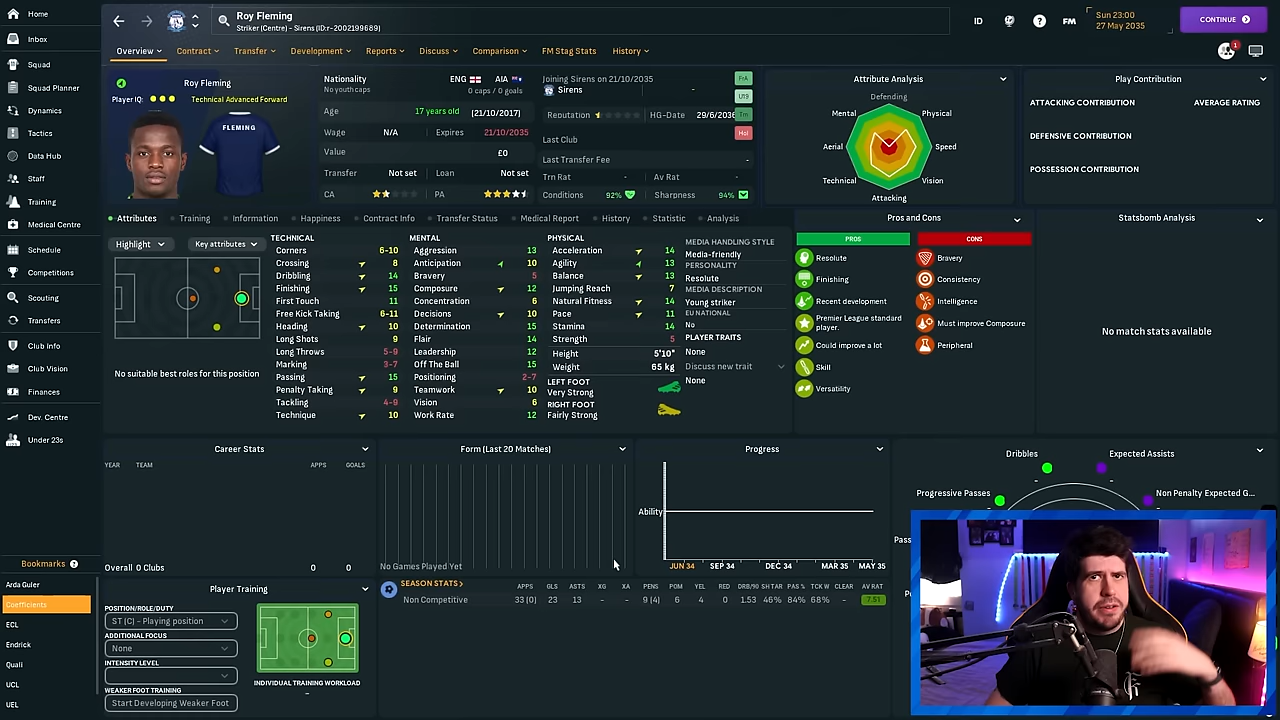 Home
Inbox
Squad
Squad Planner
Dynamics
Tactics
Data Hub
Staff
Training
Medical Centre
Schedule
Competitions
Scouting
Transfers
Club Info
Club Vision
Finances
Dev. Centre
Under 23s
Bookmarks
Arda Guler
Coefficients
ECL
Endrick
Quali
UCL
UEL
Roy Fleming
Striker (Centre) - Sirens (ID:r-2002199689)
ID
FM
Sun 23:00
27 May 2035
CONTINUE
Overview
Contract
Transfer
Development
Reports
Discuss
Comparison
FM Stag Stats
History
1
Roy Fleming
Player IQ:
Technical Advanced Forward
FLEMING
Nationality ENG AIA
No youth caps 0 caps / 0 goals
Age 17 years old (21/10/2017)
Wage N/A Expires 21/10/2035
Value £0
Transfer Not set Loan Not set
CA PA
Joining Sirens on 21/10/2035
Sirens -
Reputation HG-Date 29/6/2036
Last Club
Last Transfer Fee -
Trn Rat - Av Rat -
Conditions 92% Sharpness 94%
FrA
U19
Trn
Hol
Attribute Analysis
Defending
Mental Physical
Aerial Speed
Technical Vision
Attacking
Play Contribution
ATTACKING CONTRIBUTION AVERAGE RATING
DEFENSIVE CONTRIBUTION
POSSESSION CONTRIBUTION
Attributes
Training
Information
Happiness
Contract Info
Transfer Status
Medical Report
History
Statistic
Analysis
Highlight
Key attributes
No suitable best roles for this position
TECHNICAL
Corners 6-10
Crossing 8
Dribbling 14
Finishing 15
First Touch 11
Free Kick Taking 6-11
Heading 10
Long Shots 9
Long Throws 5-9
Marking 3-7
Passing 15
Penalty Taking 9
Tackling 4-9
Technique 10
MENTAL
Aggression 13
Anticipation 10
Bravery 5
Composure 12
Concentration 6
Decisions 10
Determination 15
Flair 14
Leadership 12
Off The Ball 15
Positioning 2-7
Teamwork 10
Vision 6
Work Rate 12
PHYSICAL
Acceleration 14
Agility 13
Balance 13
Jumping Reach 7
Natural Fitness 14
Pace 11
Stamina 14
Strength 5
Height 5'10"
Weight 65 kg
LEFT FOOT
Very Strong
RIGHT FOOT
Fairly Strong
MEDIA HANDLING STYLE
Media-friendly
PERSONALITY
Resolute
MEDIA DESCRIPTION
Young striker
EU NATIONAL
No
PLAYER TRAITS
None
Discuss new trait
None
Pros and Cons
PROS
Resolute
Finishing
Recent development
Premier League standard
player.
Could improve a lot
Skill
Versatility
CONS
Bravery
Consistency
Intelligence
Must improve Composure
Peripheral
Statsbomb Analysis
No match stats available
Career Stats
YEAR TEAM APPS GOALS
Overall 0 Clubs 0 0
Form (Last 20 Matches)
No Games Played Yet
Progress
Ability
JUN 34 SEP 34 DEC 34 MAR 35 MAY 35
Dribbles Expected Assists
- -
Progressive Passes Non Penalty Expected G...
Player Training
POSITION/ROLE/DUTY
ST (C) - Playing position
ADDITIONAL FOCUS
None
INTENSITY LEVEL
WEAKER FOOT TRAINING
Start Developing Weaker Foot
INDIVIDUAL TRAINING WORKLOAD
-
SEASON STATS APPS GLS ASTS XG XA PENS POM YEL RED DRB/90 SH TAR PAS % TCK W CLEAR AV RAT
Non Competitive 33 (0) 23 13 - - 9 (4) 6 4 0 1.53 46% 84% 68% - 7.51